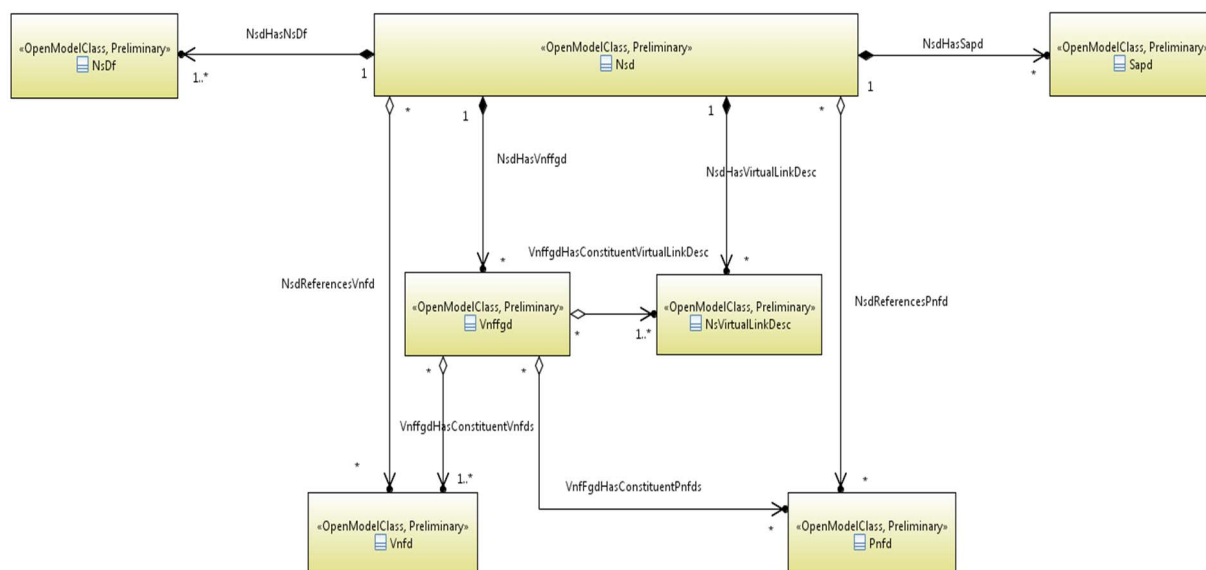 NsdHasNsDf
«OpenModelClass, Preliminary»
NsDf
1..*
1
«OpenModelClass, Preliminary»
Nsd
NsdHasSapd
1
*
«OpenModelClass, Preliminary»
Sapd
*
1
1
*
NsdHasVnffgd
NsdHasVirtualLinkDesc
VnffgdHasConstituentVirtualLinkDesc
*
*
NsdReferencesVnfd
NsdReferencesPnfd
«OpenModelClass, Preliminary»
Vnffgd
*
1..*
«OpenModelClass, Preliminary»
NsVirtualLinkDesc
*
*
VnffgdHasConstituentVnfds
*
1..*
VnfFgdHasConstituentPnfds
*
*
«OpenModelClass, Preliminary»
Vnfd
«OpenModelClass, Preliminary»
Pnfd